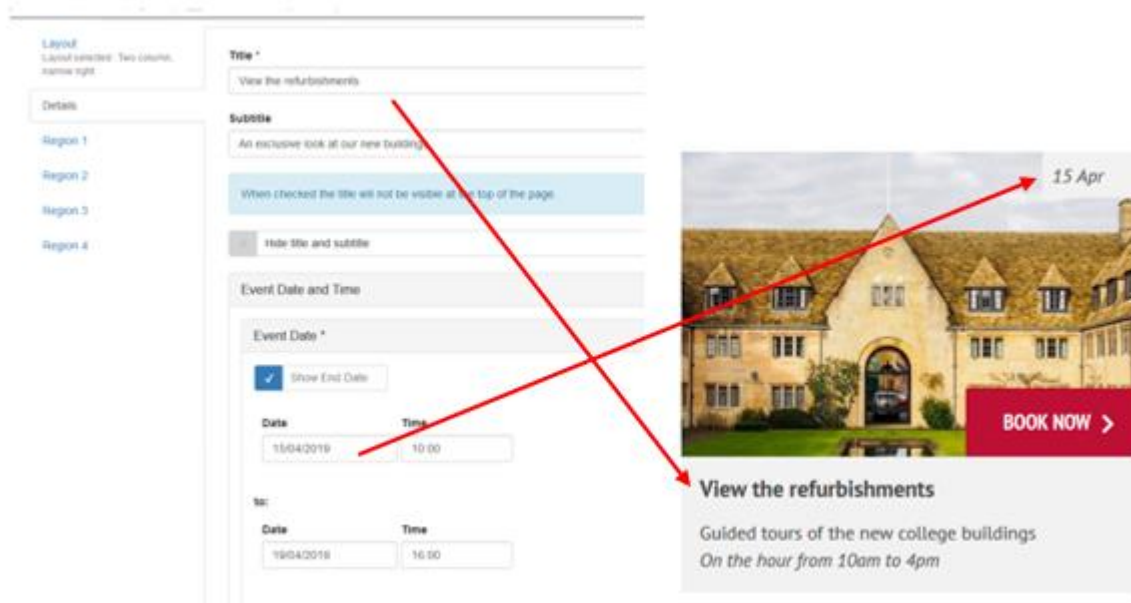 Layout
Layout selected: Two column,
narrow right
Details
Region 1
Region 2
Region 3
Region 4
Title *
View the refurbishments
Subtitle
An exclusive look at our new building
When checked the title will not be visible at the top of the page.
Hide title and subtitle
Event Date and Time
Event Date *
Show End Date
Date Time
15/04/2019 10:00
to:
Date Time
19/04/2019 16:00
15 Apr
BOOK NOW
View the refurbishments
Guided tours of the new college buildings
On the hour from 10am to 4pm